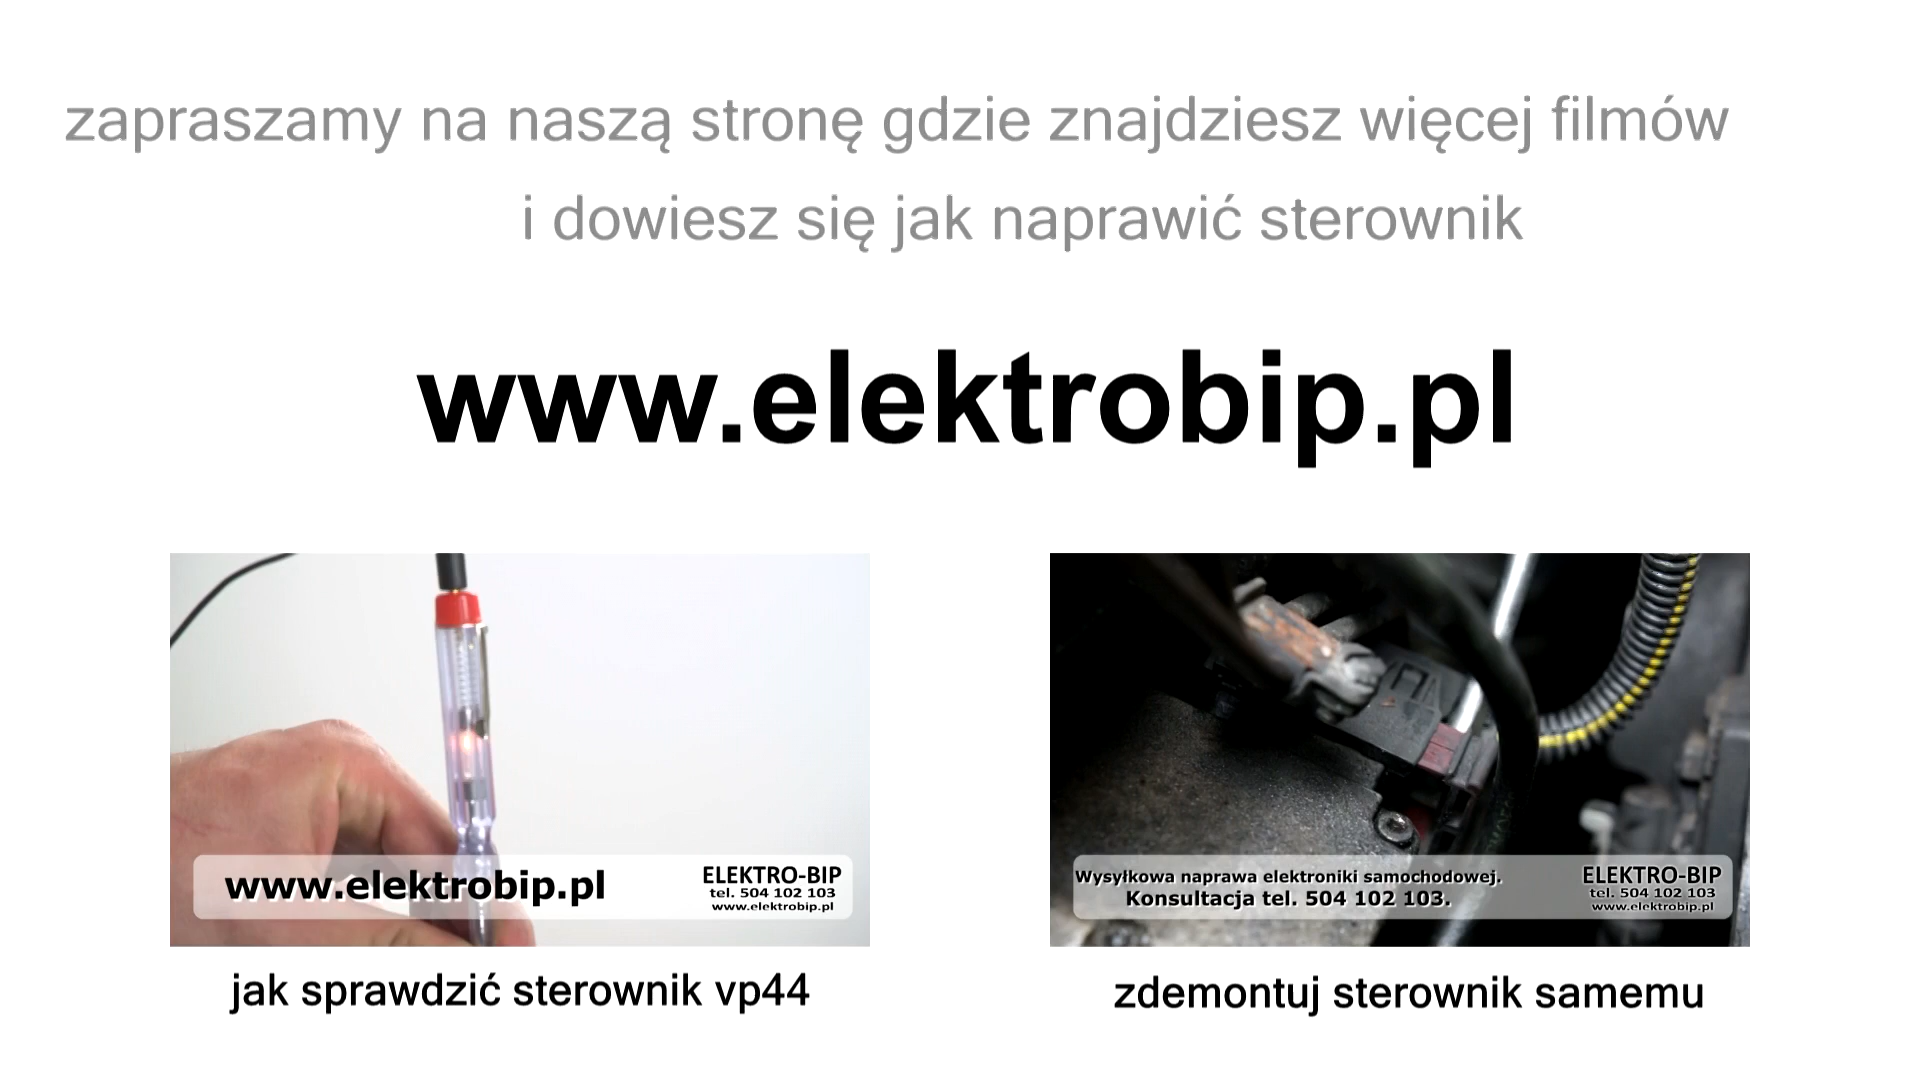 zapraszamy na naszą stronę gdzie znajdziesz więcej filmów
i dowiesz się jak naprawić sterownik
www.elektrobip.pl
www.elektrobip.pl
ELEKTRO-BIP
tel. 504 102 103
www.elektrobip.pl
Wysyłkowa naprawa elektroniki samochodowej.
Konsultacja tel. 504 102 103.
ELEKTRO-BIP
tel. 504 102 103
www.elektrobip.pl
jak sprawdzić sterownik vp44
zdemontuj sterownik samemu